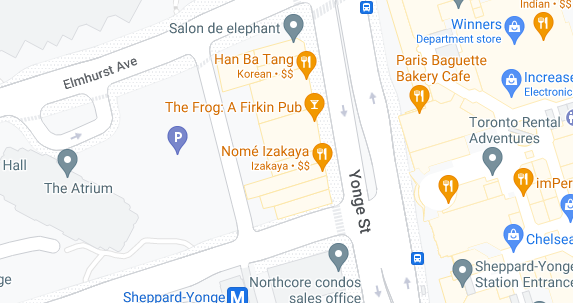 Indian • $$
Salon de elephant
Winners
Department store
Elmhurst Ave
Han Ba Tang
Korean • $$
Paris Baguette
Bakery Cafe
Increase
Electronic
The Frog: A Firkin Pub
Toronto Rental
Adventures
P
Nomé Izakaya
Izakaya • $$
Hall
The Atrium
Yonge St
imPer
Chelsea
Northcore condos
sales office
Sheppard-Yonge
Station Entrance
ge
Sheppard-Yonge
M